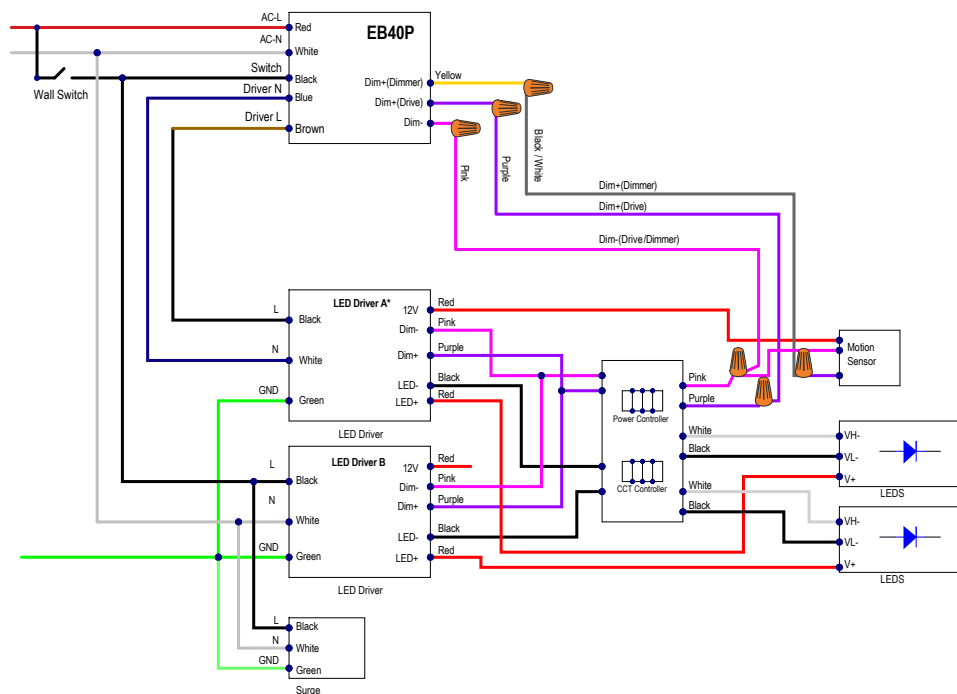 AC-L
Red
EB40P
AC-N
White
Switch
Black
Wall Switch
Driver N
Blue
Driver L
Brown
Dim+(Dimmer)
Yellow
Dim+(Drive)
Dim-
Pink
Purple
Black / White
Dim+(Dimmer)
Dim+(Drive)
Dim-(Drive/Dimmer)
LED Driver A*
L
Black
N
White
GND
Green
12V
Red
Dim-
Pink
Dim+
Purple
LED-
Black
LED+
Red
LED Driver
LED Driver B
L
Black
N
White
GND
Green
12V
Red
Dim-
Pink
Dim+
Purple
LED-
Black
LED+
Red
LED Driver
L
Black
N
White
GND
Green
Surge
Power Controller
CCT Controller
Pink
Purple
White
Black
White
Black
Motion
Sensor
VH-
VL-
V+
LEDS
VH-
VL-
V+
LEDS